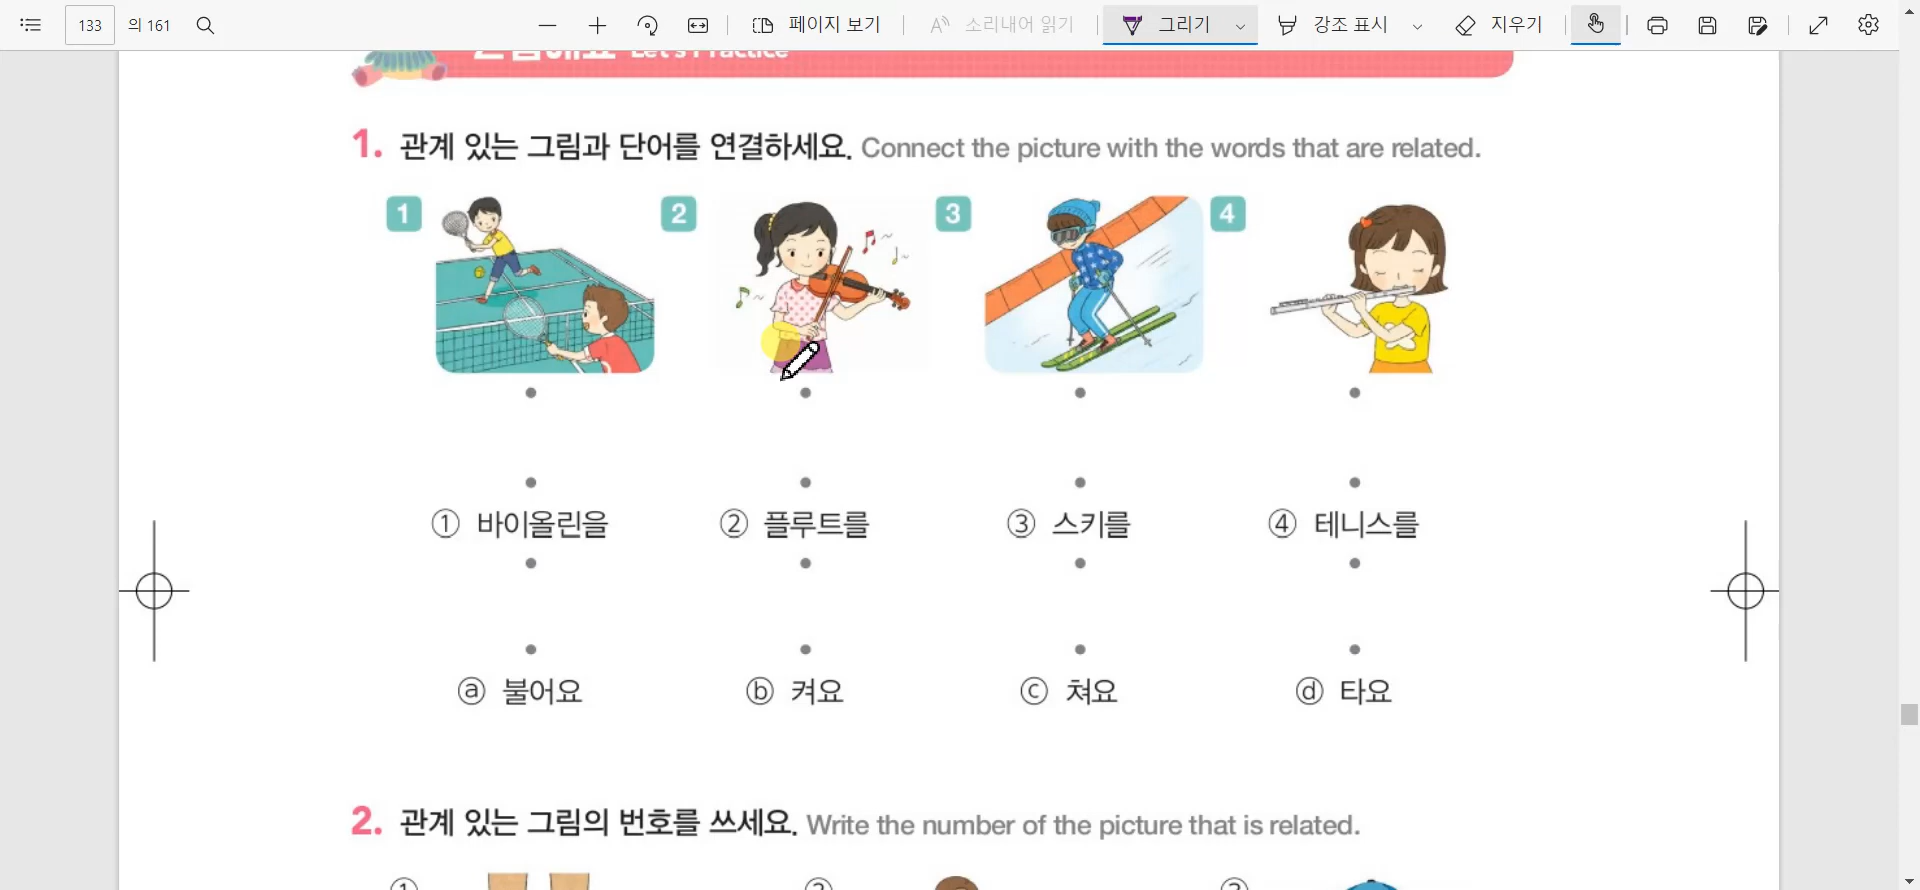 133 의 161 페이지 보기 소리내어 읽기 그리기 강조 표시 지우기
Let's Practice
1. 관계 있는 그림과 단어를 연결하세요. Connect the picture with the words that are related.
1 2 3 4
① 바이올린을 ② 플루트를 ③ 스키를 ④ 테니스를
ⓐ 불어요 ⓑ 켜요 ⓒ 쳐요 ⓓ 타요
2. 관계 있는 그림의 번호를 쓰세요. Write the number of the picture that is related.